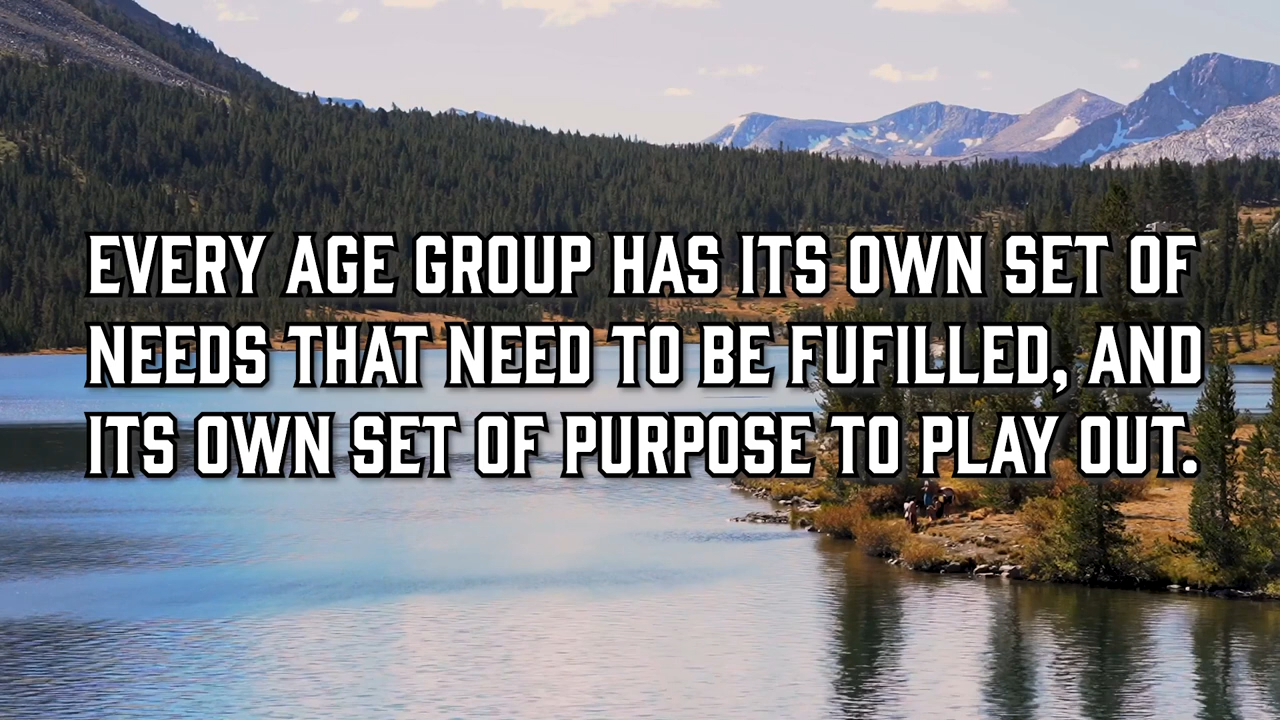 EVERY AGE GROUP HAS ITS OWN SET OF
NEEDS THAT NEED TO BE FUFILLED, AND
ITS OWN SET OF PURPOSE TO PLAY OUT.